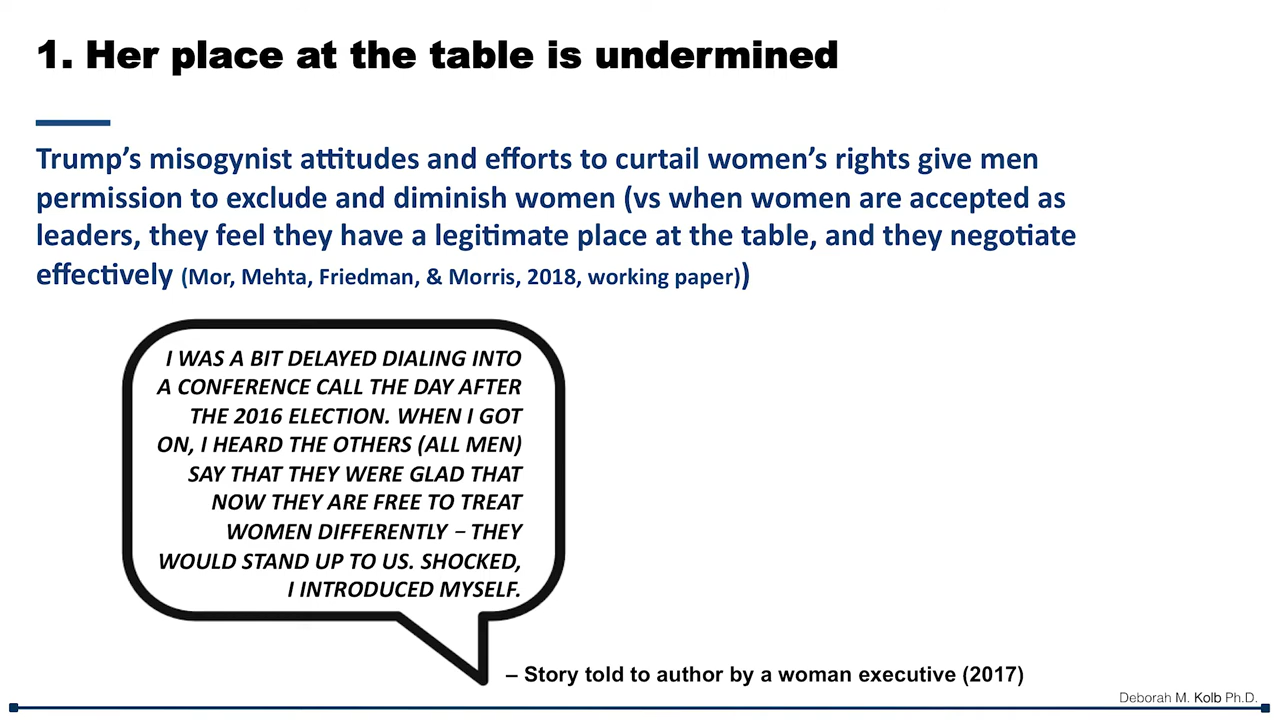 1. Her place at the table is undermined
Trump’s misogynist attitudes and efforts to curtail women’s rights give men
permission to exclude and diminish women (vs when women are accepted as
leaders, they feel they have a legitimate place at the table, and they negotiate
effectively (Mor, Mehta, Friedman, & Morris, 2018, working paper))
I WAS A BIT DELAYED DIALING INTO
A CONFERENCE CALL THE DAY AFTER
THE 2016 ELECTION. WHEN I GOT
ON, I HEARD THE OTHERS (ALL MEN)
SAY THAT THEY WERE GLAD THAT
NOW THEY ARE FREE TO TREAT
WOMEN DIFFERENTLY – THEY
WOULD STAND UP TO US. SHOCKED,
I INTRODUCED MYSELF.
– Story told to author by a woman executive (2017)
Deborah M. Kolb Ph.D.